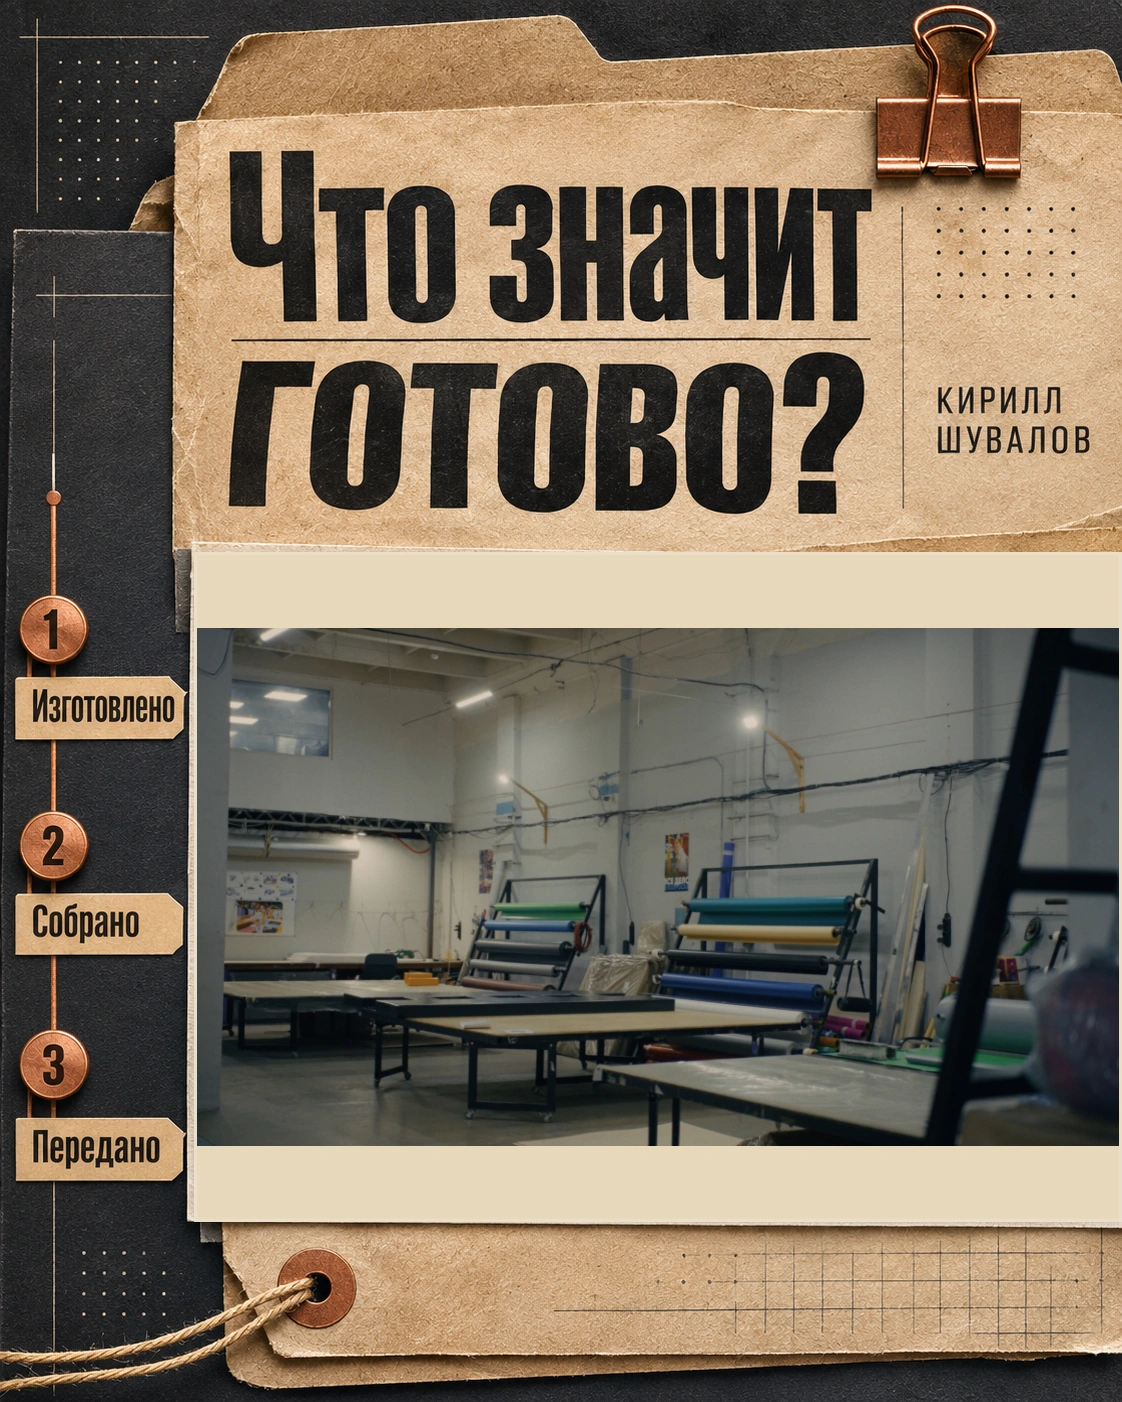 Что значит
готово?
КИРИЛЛ
ШУВАЛОВ
1
Изготовлено
2
Собрано
3
Передано